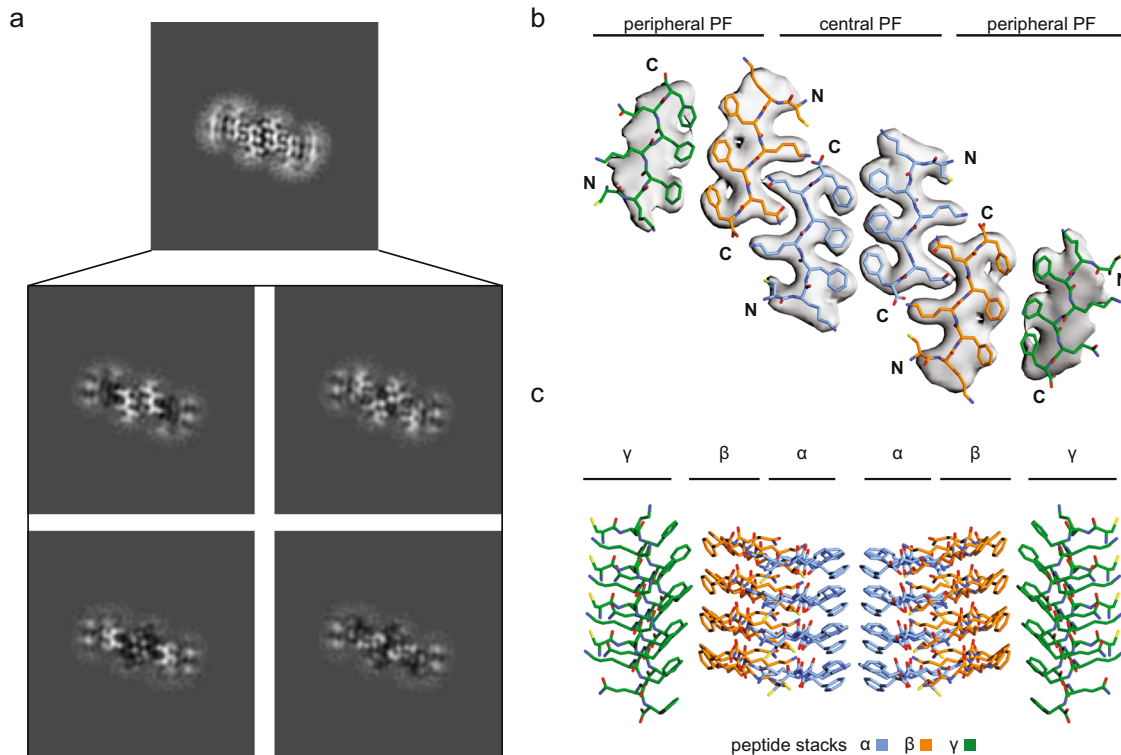 a
b
peripheral PF central PF peripheral PF
C
N
C
N
N
C
N
C
C
N
N
C
c
γ β α α β γ
peptide stacks α β γ